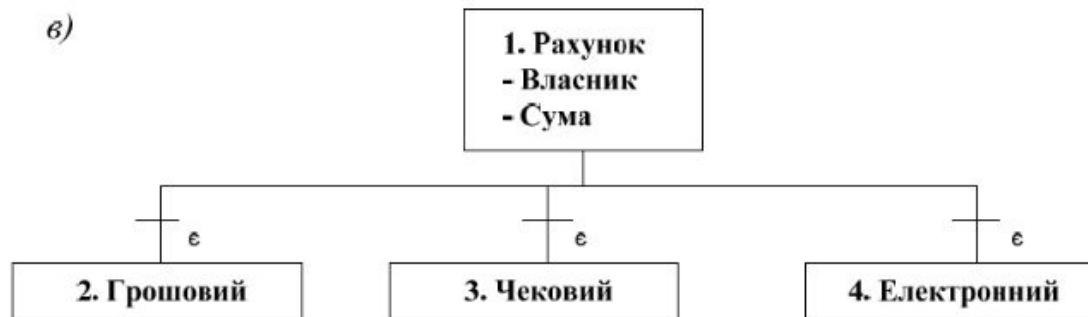 в)
1. Рахунок
- Власник
- Сума
є є є
2. Грошовий 3. Чековий 4. Електронний